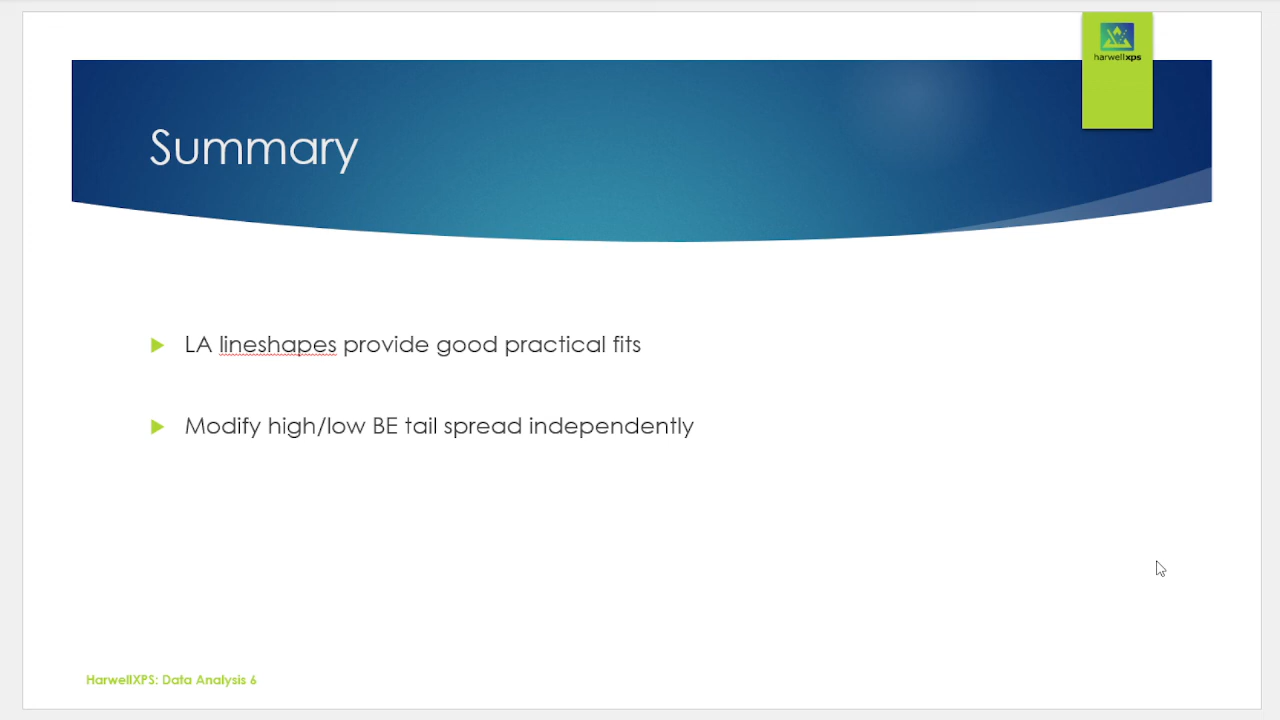 harwellxps
Summary
LA lineshapes provide good practical fits
Modify high/low BE tail spread independently
HarwellXPS: Data Analysis 6